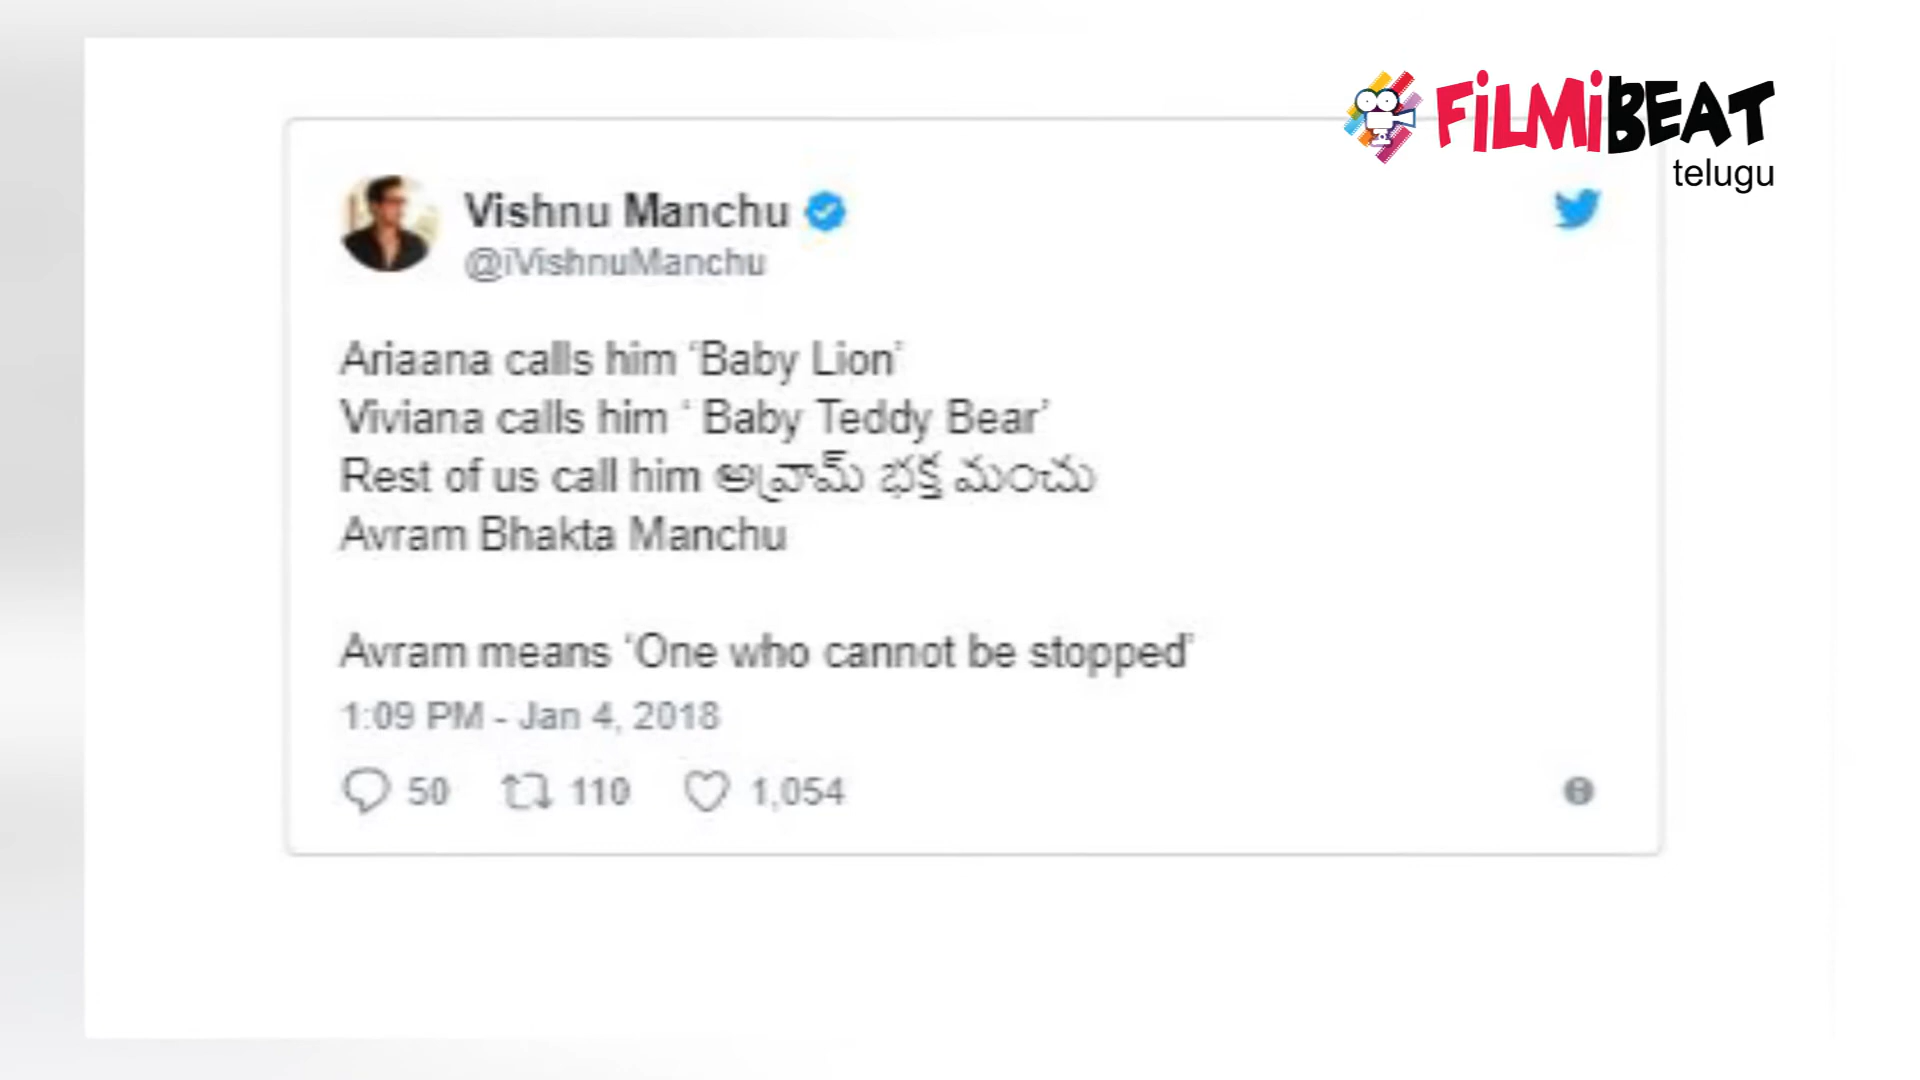 FiLMiBEAT
telugu
Vishnu Manchu
@iVishnuManchu
Ariaana calls him ‘Baby Lion’
Viviana calls him ‘ Baby Teddy Bear’
Rest of us call him అవ్రామ్ భక్త మంచు
Avram Bhakta Manchu
Avram means ‘One who cannot be stopped’
1:09 PM - Jan 4, 2018
50 110 1,054